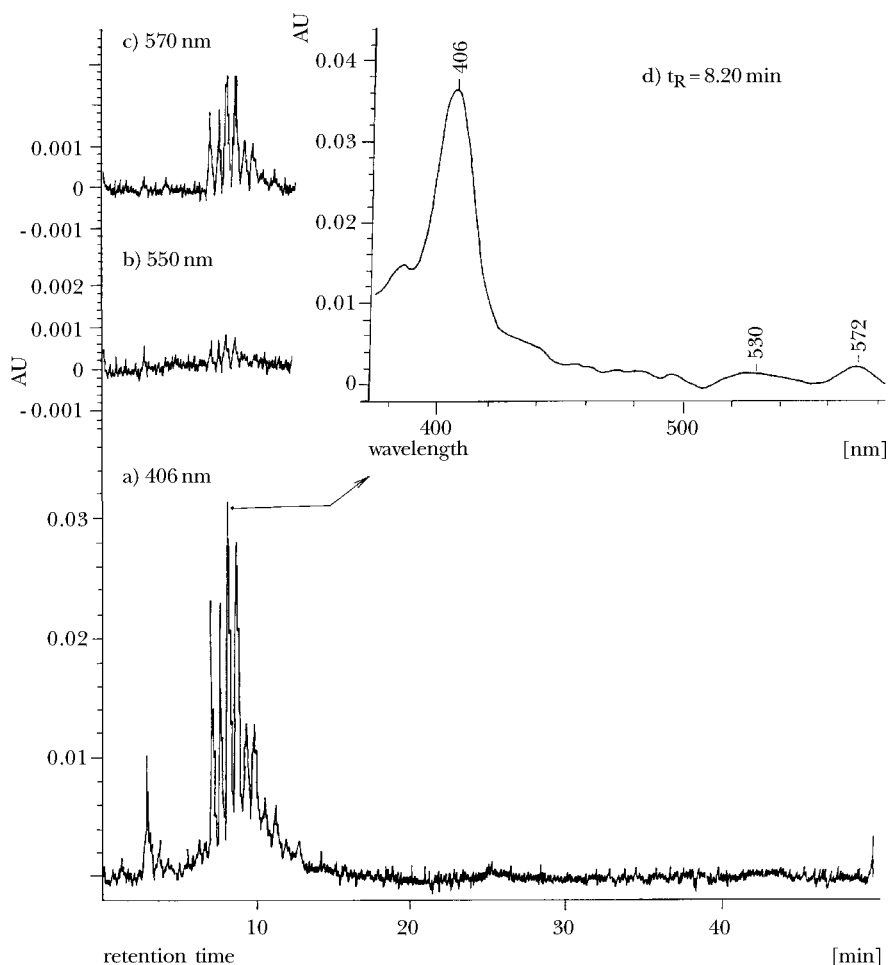 c) 570 nm
0.001
0
- 0.001
b) 550 nm
0.002
0.001
0
-0.001
AU
AU
406
d) tR = 8.20 min
0.04
0.03
0.02
0.01
0
530
572
400
500
wavelength
[nm]
a) 406 nm
0.03
0.02
0.01
10
20
30
40
retention time
[min]